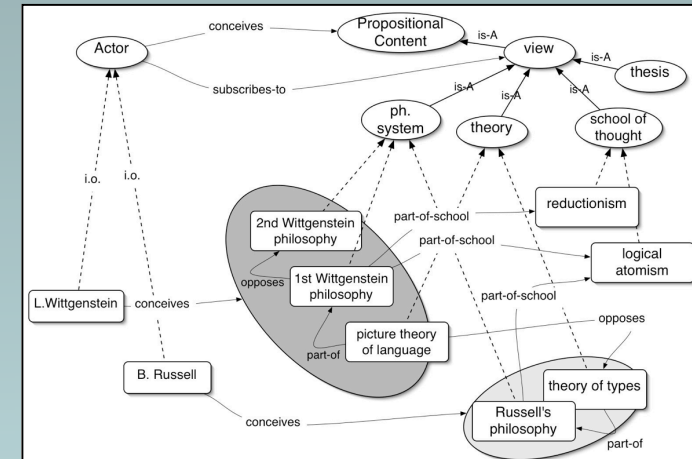 conceives
Propositional
Content
Actor
is-A
view
is-A
thesis
subscribes-to
is-A
is-A
is-A
ph.
system
theory
school of
thought
i.o.
i.o.
reductionism
part-of-school
2nd Wittgenstein
philosophy
part-of-school
logical
atomism
opposes
1st Wittgenstein
philosophy
part-of-school
L.Wittgenstein
conceives
opposes
picture theory
of language
part-of
B. Russell
theory of types
Russell's
philosophy
conceives
part-of